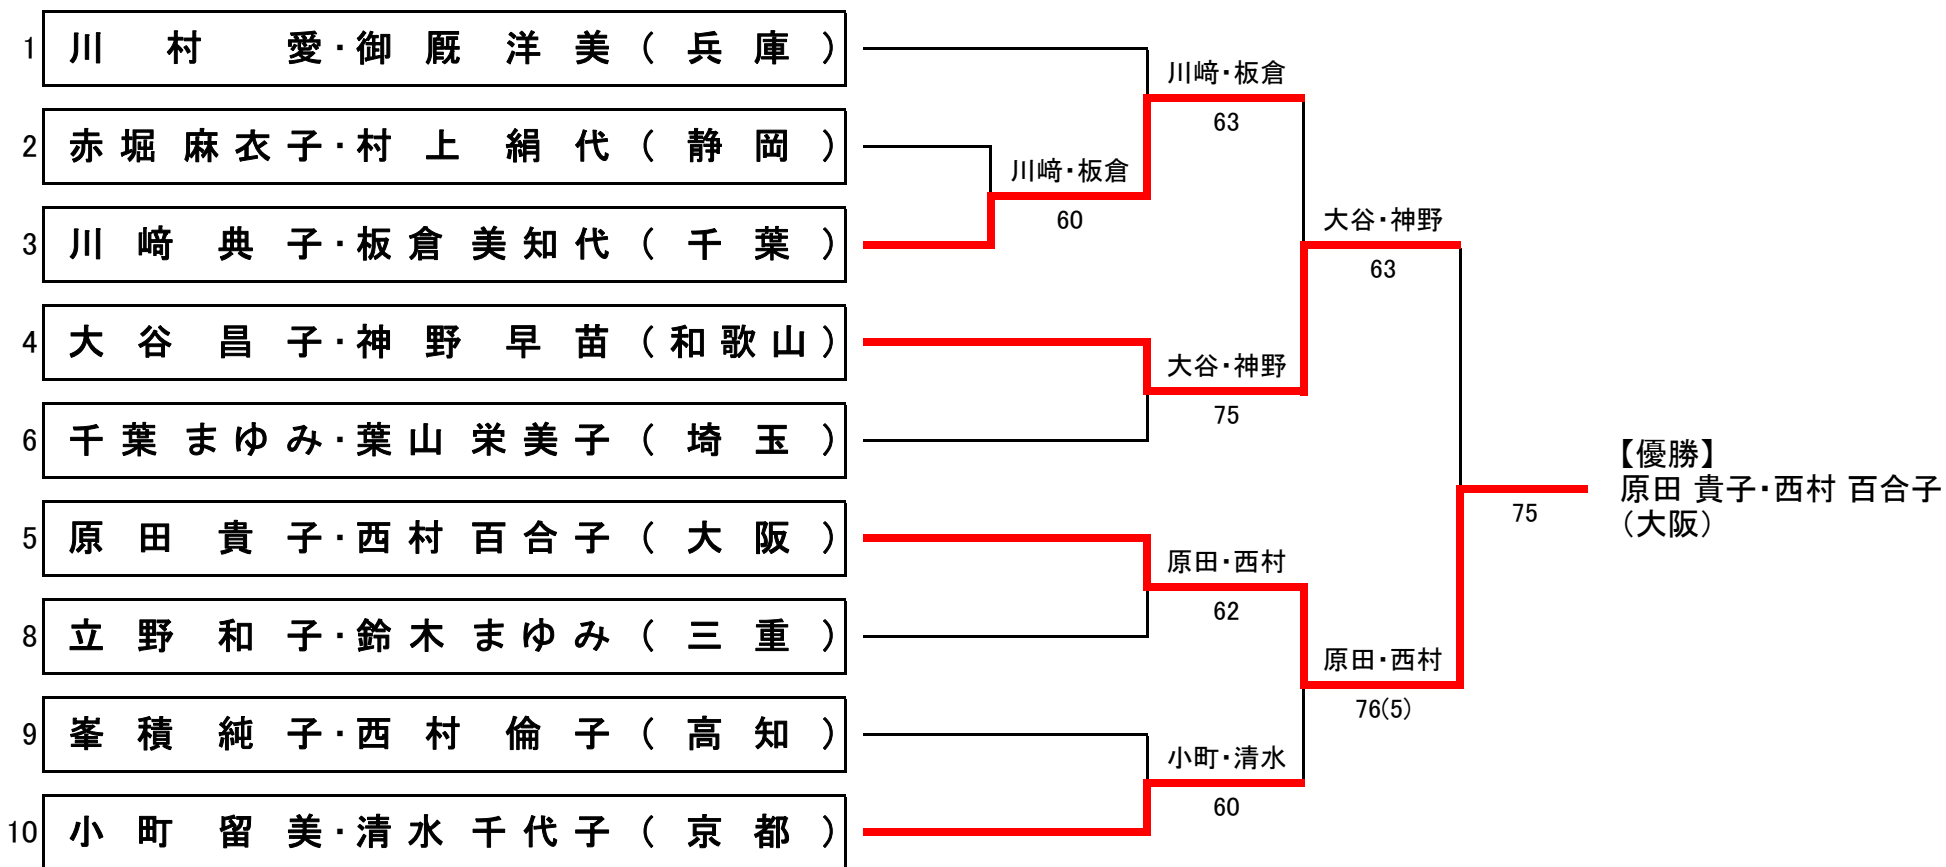 1 川村 愛・御厩洋美(兵庫)
川﨑・板倉
63
2 赤堀麻衣子・村上絹代(静岡)
川﨑・板倉
60
3 川﨑典子・板倉美知代(千葉)
大谷・神野
63
4 大谷昌子・神野早苗(和歌山)
大谷・神野
75
6 千葉まゆみ・葉山栄美子(埼玉)
【優勝】
原田 貴子・西村 百合子
(大阪)
75
5 原田貴子・西村百合子(大阪)
原田・西村
62
8 立野和子・鈴木まゆみ(三重)
原田・西村
76(5)
9 峯積純子・西村倫子(高知)
小町・清水
60
10 小町留美・清水千代子(京都)